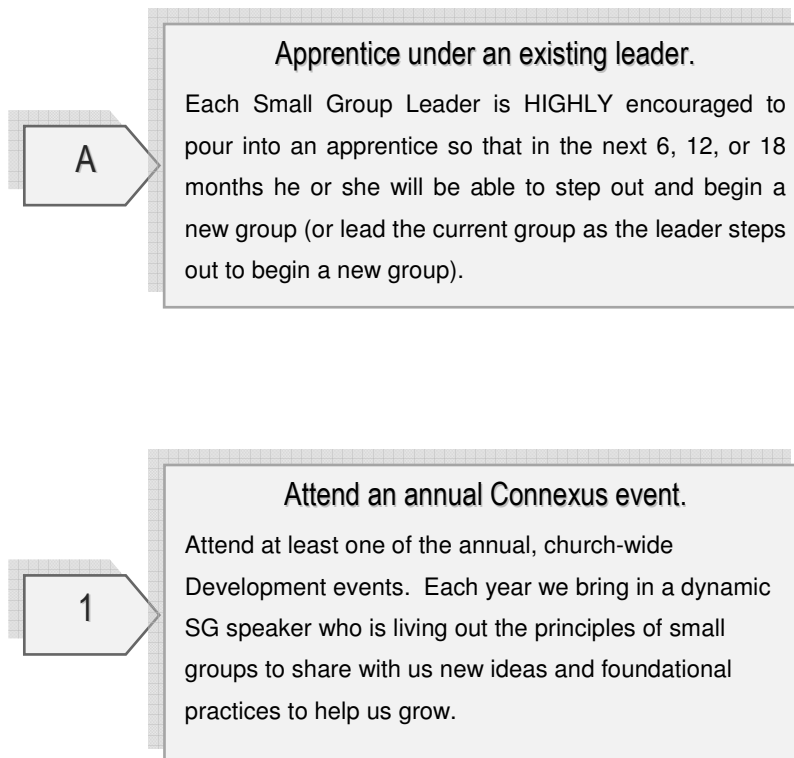 Apprentice under an existing leader.
Each Small Group Leader is HIGHLY encouraged to
pour into an apprentice so that in the next 6, 12, or 18
A
months he or she will be able to step out and begin a
new group (or lead the current group as the leader steps
out to begin a new group).
Attend an annual Connexus event.
Attend at least one of the annual, church-wide
Development events.  Each year we bring in a dynamic
1
SG speaker who is living out the principles of small
groups to share with us new ideas and foundational
practices to help us grow.